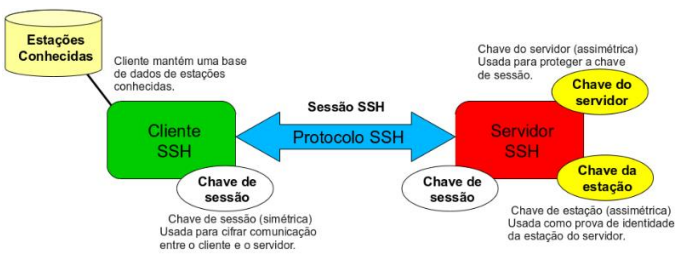 Estações
Conhecidas
Cliente mantém uma base
de dados de estações
conhecidas.
Chave do servidor (assimétrica)
Usada para proteger a chave
de sessão.
Chave do
servidor
Sessão SSH
Cliente
SSH
Protocolo SSH
Servidor
SSH
Chave de
sessão
Chave de
sessão
Chave da
estação
Chave de sessão (simétrica)
Usada para cifrar comunicação
entre o cliente e o servidor.
Chave de estação (assimétrica)
Usada como prova de identidade
da estação do servidor.